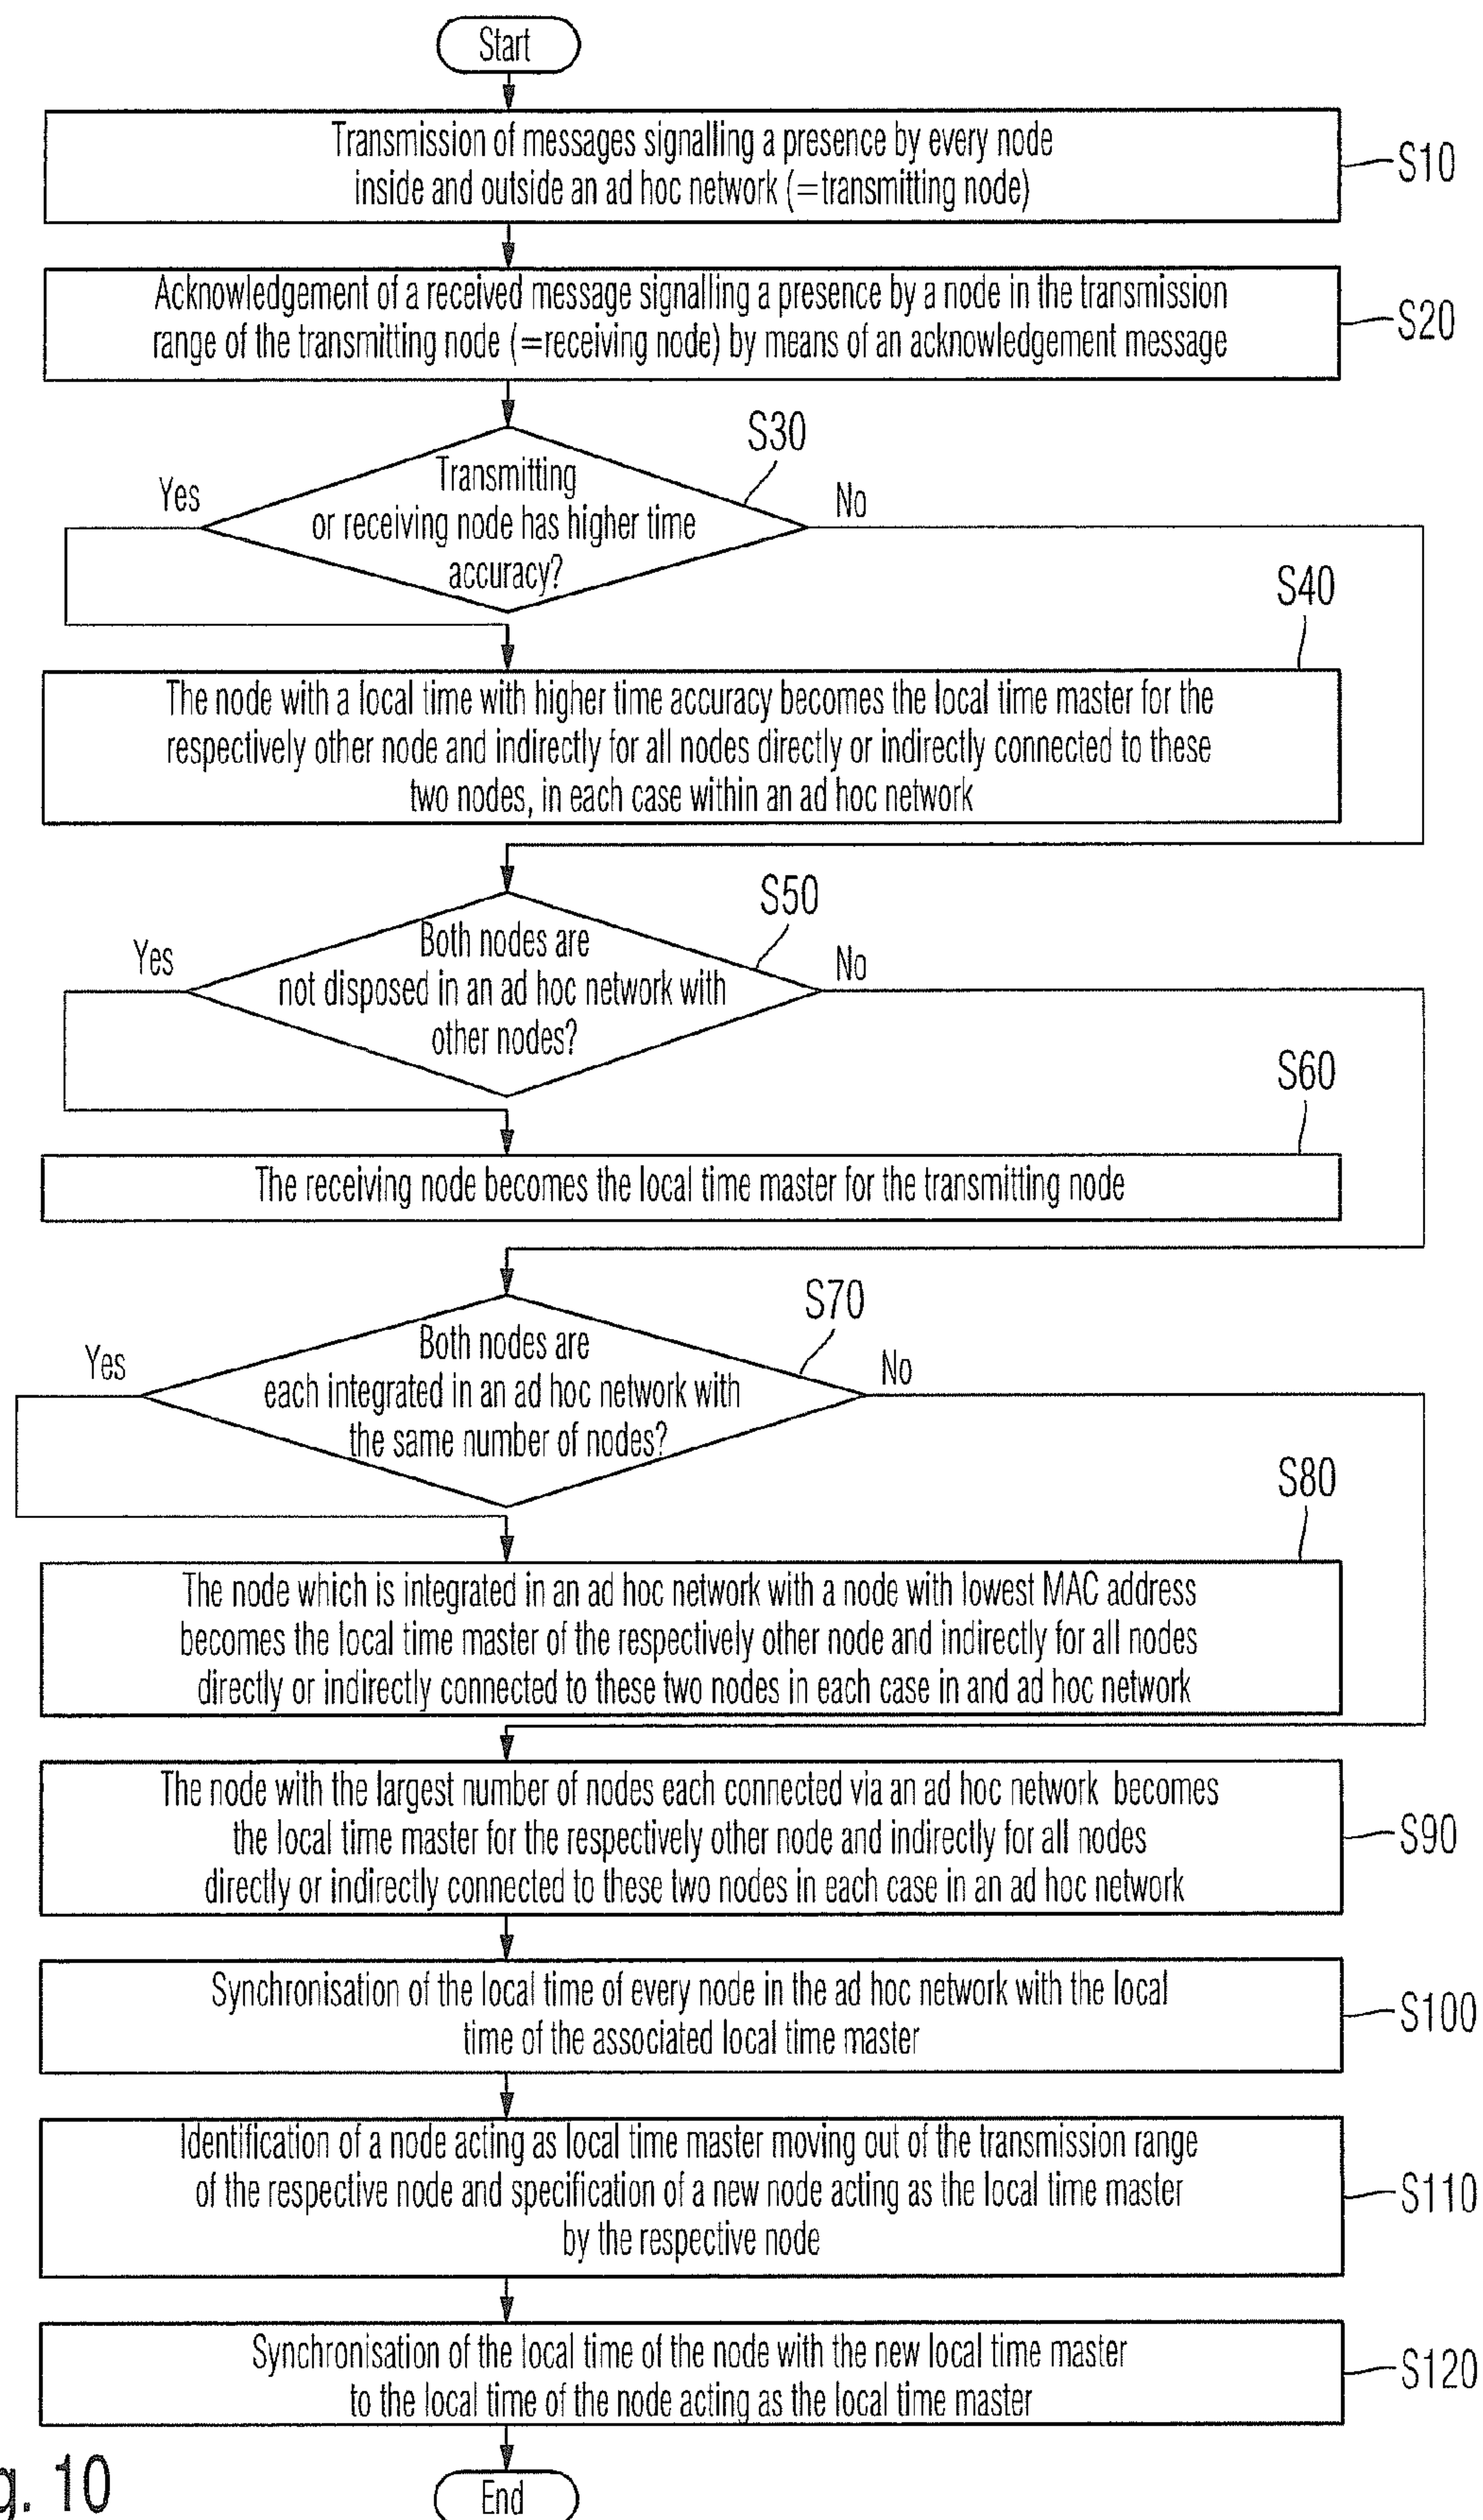 Start
Transmission of messages signalling a presence by every node
inside and outside an ad hoc network (=transmitting node)
S10
Acknowledgement of a received message signalling a presence by a node in the transmission
range of the transmitting node (=receiving node) by means of an acknowledgement message
S20
S30
Yes
Transmitting
or receiving node has higher time
accuracy?
No
S40
The node with a local time with higher time accuracy becomes the local time master for the
respectively other node and indirectly for all nodes directly or indirectly connected to these
two nodes, in each case within an ad hoc network
S50
Yes
Both nodes are
not disposed in an ad hoc network with
other nodes?
No
S60
The receiving node becomes the local time master for the transmitting node
S70
Yes
Both nodes are
each integrated in an ad hoc network with
the same number of nodes?
No
S80
The node which is integrated in an ad hoc network with a node with lowest MAC address
becomes the local time master of the respectively other node and indirectly for all nodes
directly or indirectly connected to these two nodes in each case in and ad hoc network
The node with the largest number of nodes each connected via an ad hoc network becomes
the local time master for the respectively other node and indirectly for all nodes
directly or indirectly connected to these two nodes in each case in an ad hoc network
S90
Synchronisation of the local time of every node in the ad hoc network with the local
time of the associated local time master
S100
Identification of a node acting as local time master moving out of the transmission range
of the respective node and specification of a new node acting as the local time master
by the respective node
S110
Synchronisation of the local time of the node with the new local time master
to the local time of the node acting as the local time master
S120
End
g. 10